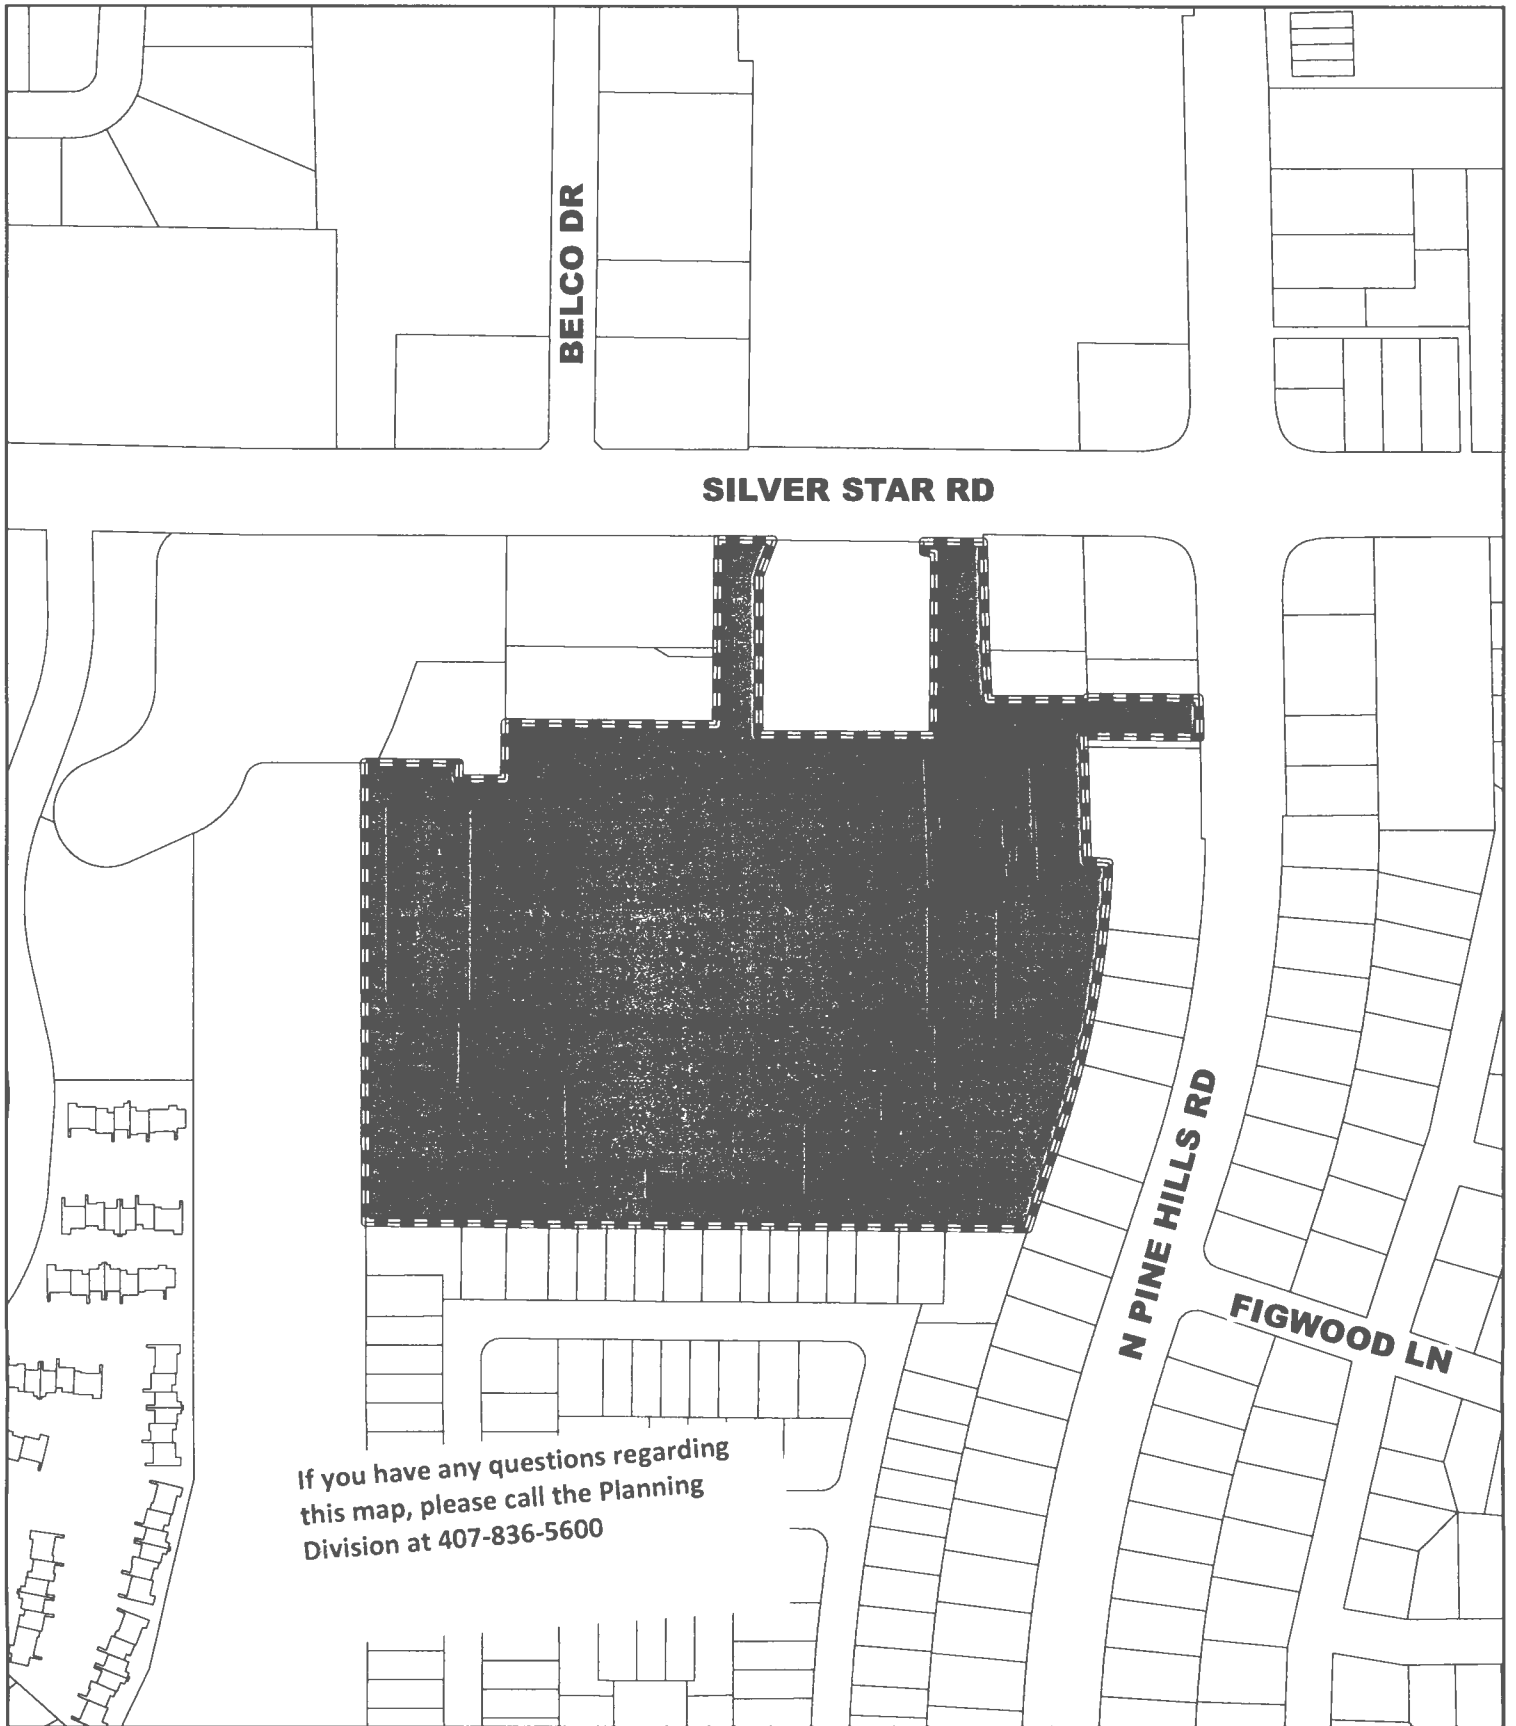 BELCO DR
SILVER STAR RD
N PINE HILLS RD
FIGWOOD LN
If you have any questions regarding
this map, please call the Planning
Division at 407-836-5600